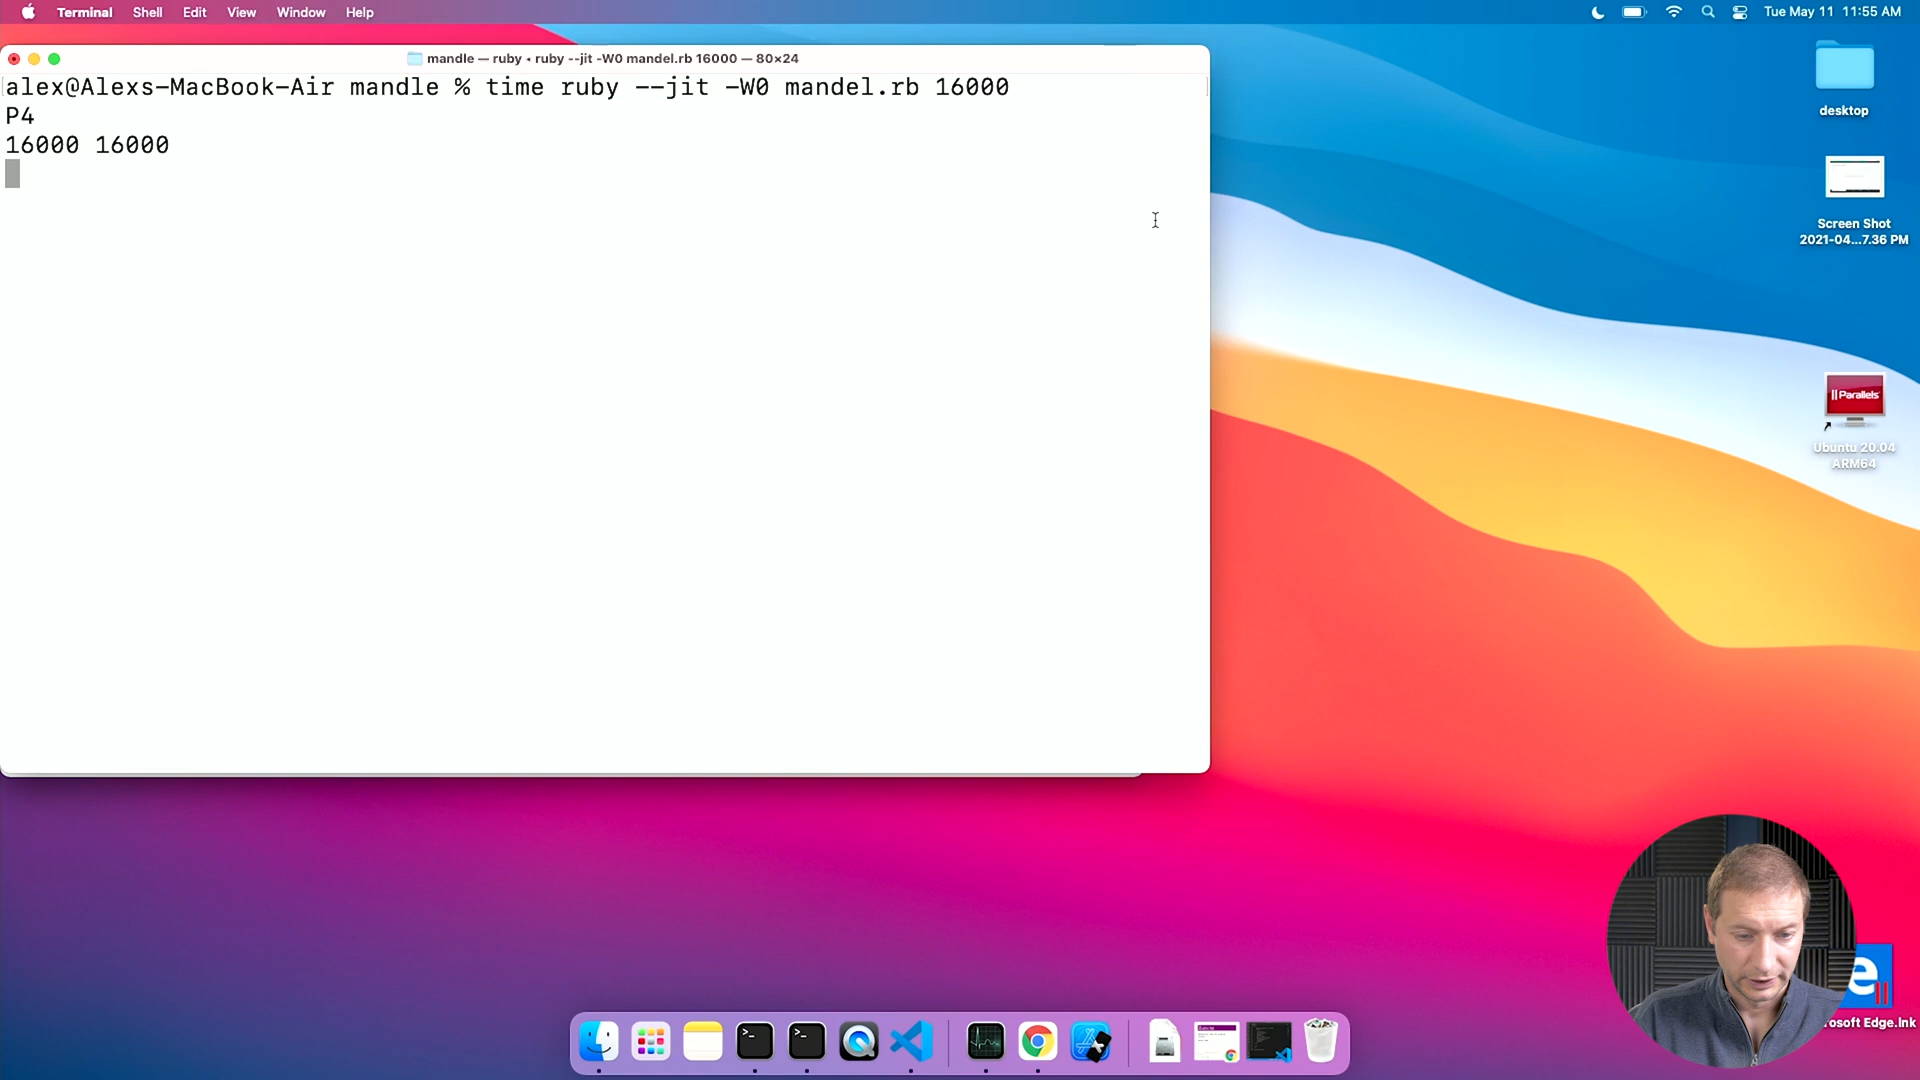 Terminal Shell Edit View Window Help Tue May 11 11:55 AM
mandle — ruby ◂ ruby --jit -W0 mandel.rb 16000 — 80×24
alex@Alexs-MacBook-Air mandle % time ruby --jit -W0 mandel.rb 16000
P4
16000 16000
desktop
Screen Shot
2021-04...7.36 PM
|| Parallels
Ubuntu 20.04
ARM64
rosoft Edge.lnk